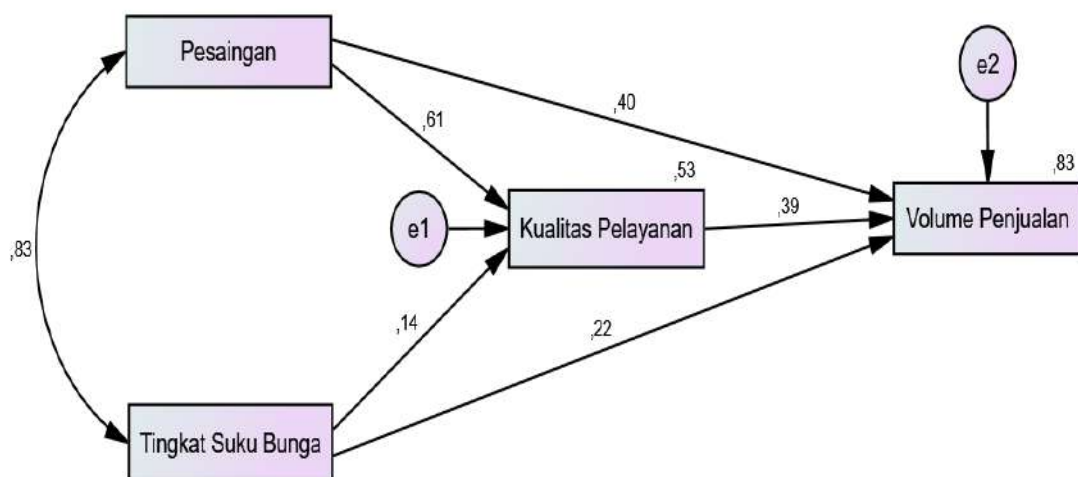 Pesaingan
e2
,40
,61
,83
,53
,39
Volume Penjualan
e1
Kualitas Pelayanan
,83
,14
,22
Tingkat Suku Bunga